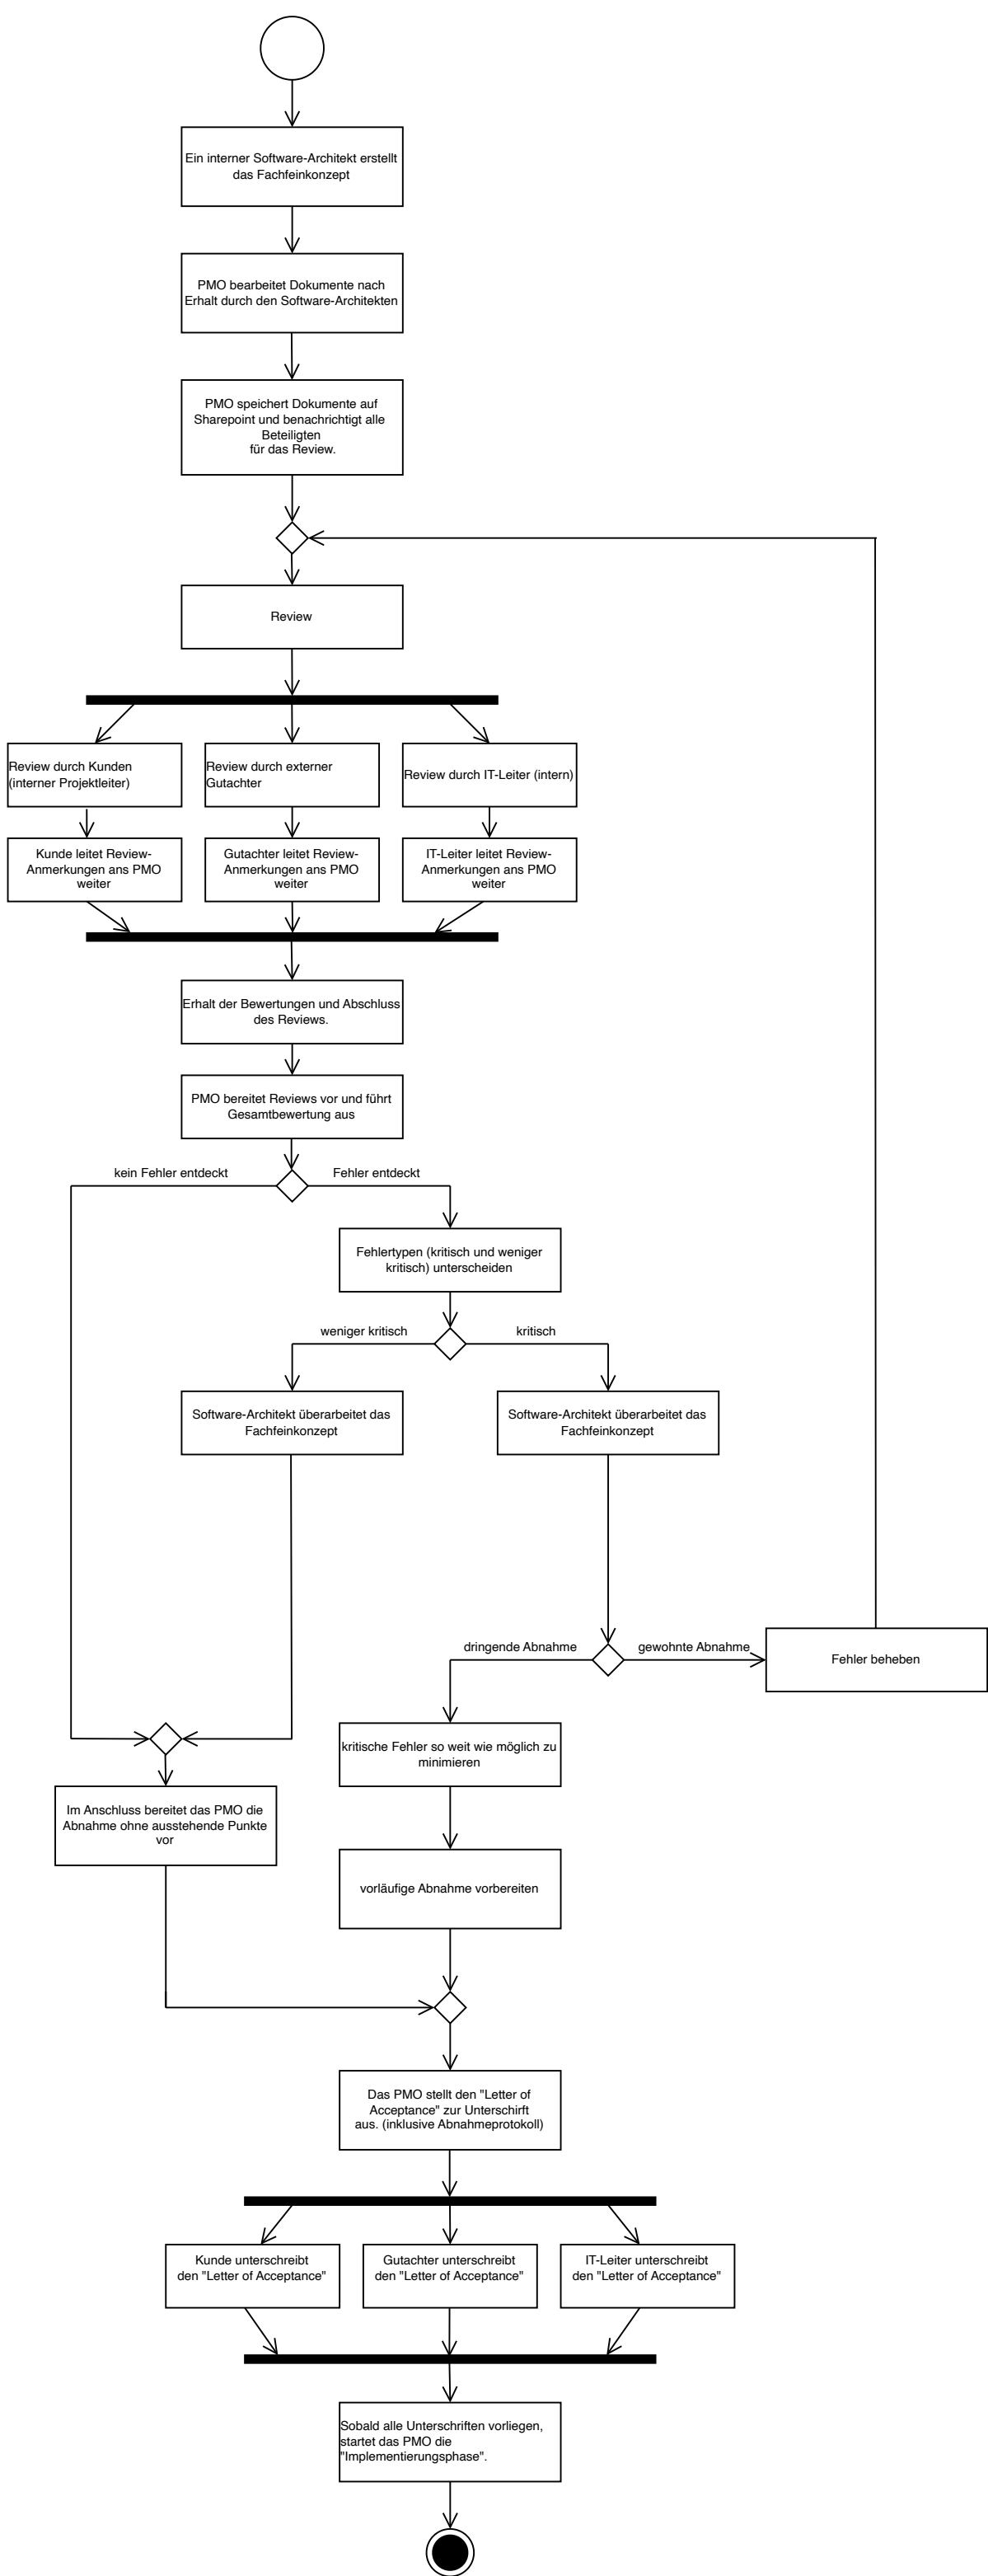 Ein interner Software-Architekt erstellt
das Fachfeinkonzept
PMO bearbeitet Dokumente nach
Erhalt durch den Software-Architekten
PMO speichert Dokumente auf
Sharepoint und benachrichtigt alle
Beteiligten
für das Review.
Review
Review durch Kunden
(interner Projektleiter)
Review durch externer
Gutachter
Review durch IT-Leiter (intern)
Kunde leitet Review-
Anmerkungen ans PMO
weiter
Gutachter leitet Review-
Anmerkungen ans PMO
weiter
IT-Leiter leitet Review-
Anmerkungen ans PMO
weiter
Erhalt der Bewertungen und Abschluss
des Reviews.
PMO bereitet Reviews vor und führt
Gesamtbewertung aus
kein Fehler entdeckt
Fehler entdeckt
Fehlertypen (kritisch und weniger
kritisch) unterscheiden
weniger kritisch
kritisch
Software-Architekt überarbeitet das
Fachfeinkonzept
Software-Architekt überarbeitet das
Fachfeinkonzept
dringende Abnahme
gewohnte Abnahme
Fehler beheben
kritische Fehler so weit wie möglich zu
minimieren
Im Anschluss bereitet das PMO die
Abnahme ohne ausstehende Punkte
vor
vorläufige Abnahme vorbereiten
Das PMO stellt den "Letter of
Acceptance" zur Unterschirft
aus. (inklusive Abnahmeprotokoll)
Kunde unterschreibt
den "Letter of Acceptance"
Gutachter unterschreibt
den "Letter of Acceptance"
IT-Leiter unterschreibt
den "Letter of Acceptance"
Sobald alle Unterschriften vorliegen,
startet das PMO die
"Implementierungsphase".